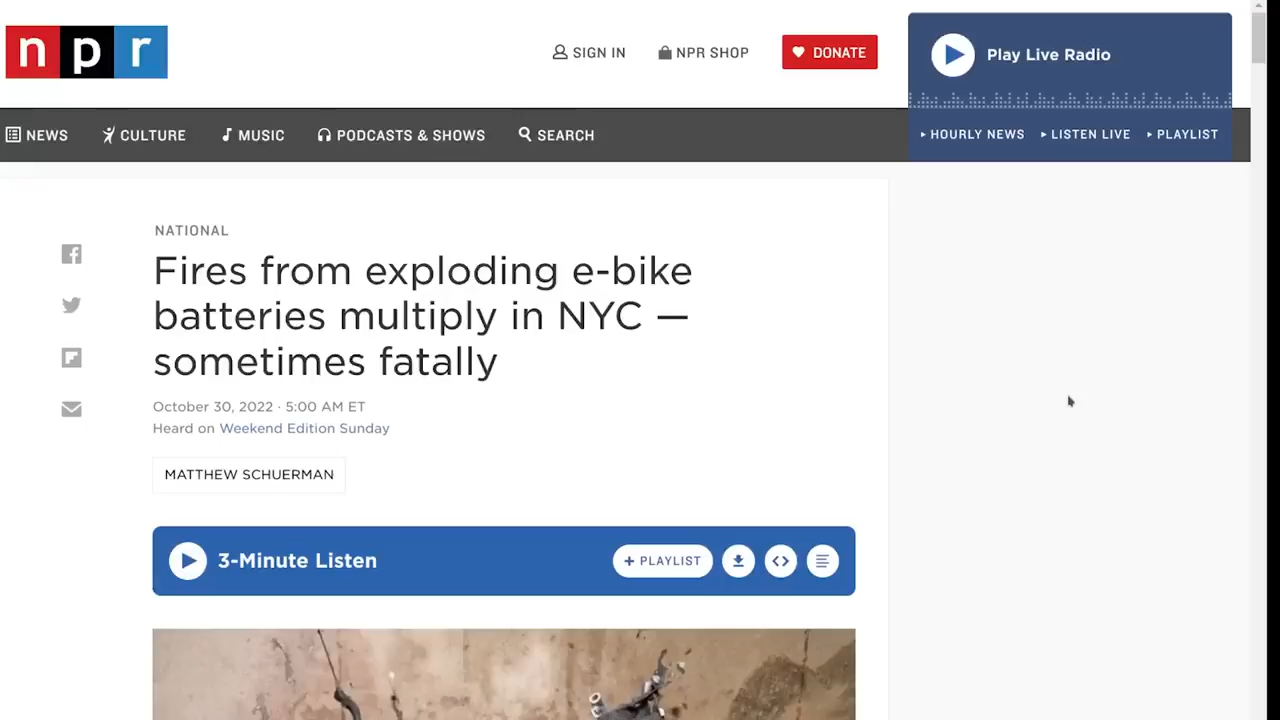 npr
SIGN IN
NPR SHOP
DONATE
Play Live Radio
NEWS
CULTURE
MUSIC
PODCASTS & SHOWS
SEARCH
HOURLY NEWS
LISTEN LIVE
PLAYLIST
NATIONAL
Fires from exploding e-bike
batteries multiply in NYC —
sometimes fatally
October 30, 2022 · 5:00 AM ET
Heard on Weekend Edition Sunday
MATTHEW SCHUERMAN
3-Minute Listen
+ PLAYLIST